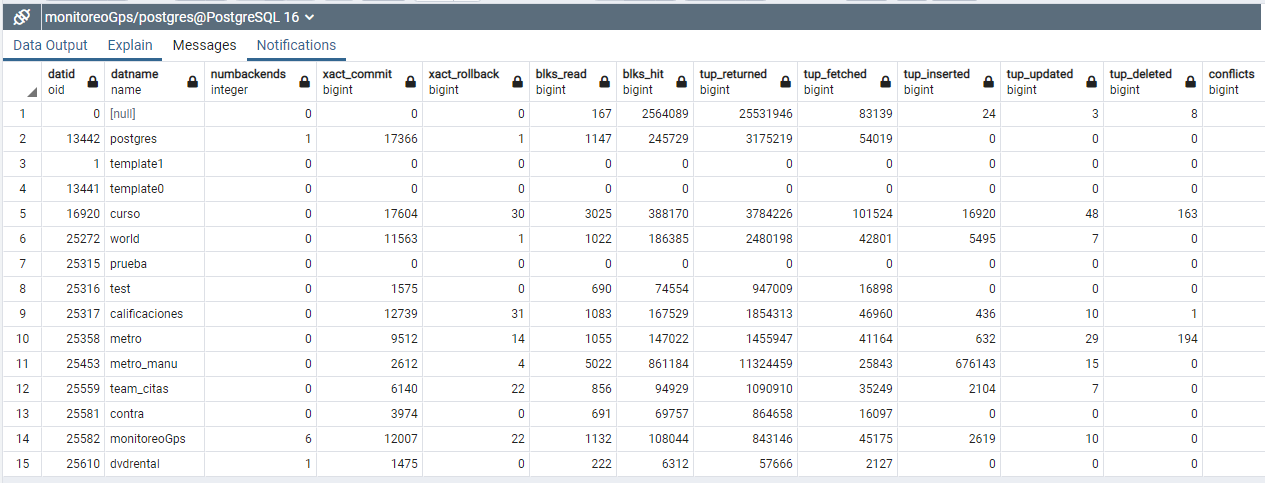 monitoreoGps/postgres@PostgreSQL 16
Data Output Explain Messages Notifications
datid datname numbackends xact_commit xact_rollback blks_read blks_hit tup_returned tup_fetched tup_inserted tup_updated tup_deleted conflicts
oid name integer bigint bigint bigint bigint bigint bigint bigint bigint bigint bigint
1 0 [null] 0 0 0 167 2564089 25531946 83139 24 3 8
2 13442 postgres 1 17366 1 1147 245729 3175219 54019 0 0 0
3 1 template1 0 0 0 0 0 0 0 0 0 0
4 13441 template0 0 0 0 0 0 0 0 0 0 0
5 16920 curso 0 17604 30 3025 388170 3784226 101524 16920 48 163
6 25272 world 0 11563 1 1022 186385 2480198 42801 5495 7 0
7 25315 prueba 0 0 0 0 0 0 0 0 0 0
8 25316 test 0 1575 0 690 74554 947009 16898 0 0 0
9 25317 calificaciones 0 12739 31 1083 167529 1854313 46960 436 10 1
10 25358 metro 0 9512 14 1055 147022 1455947 41164 632 29 194
11 25453 metro_manu 0 2612 4 5022 861184 11324459 25843 676143 15 0
12 25559 team_citas 0 6140 22 856 94929 1090910 35249 2104 7 0
13 25581 contra 0 3974 0 691 69757 864658 16097 0 0 0
14 25582 monitoreoGps 6 12007 22 1132 108044 843146 45175 2619 10 0
15 25610 dvdrental 1 1475 0 222 6312 57666 2127 0 0 0